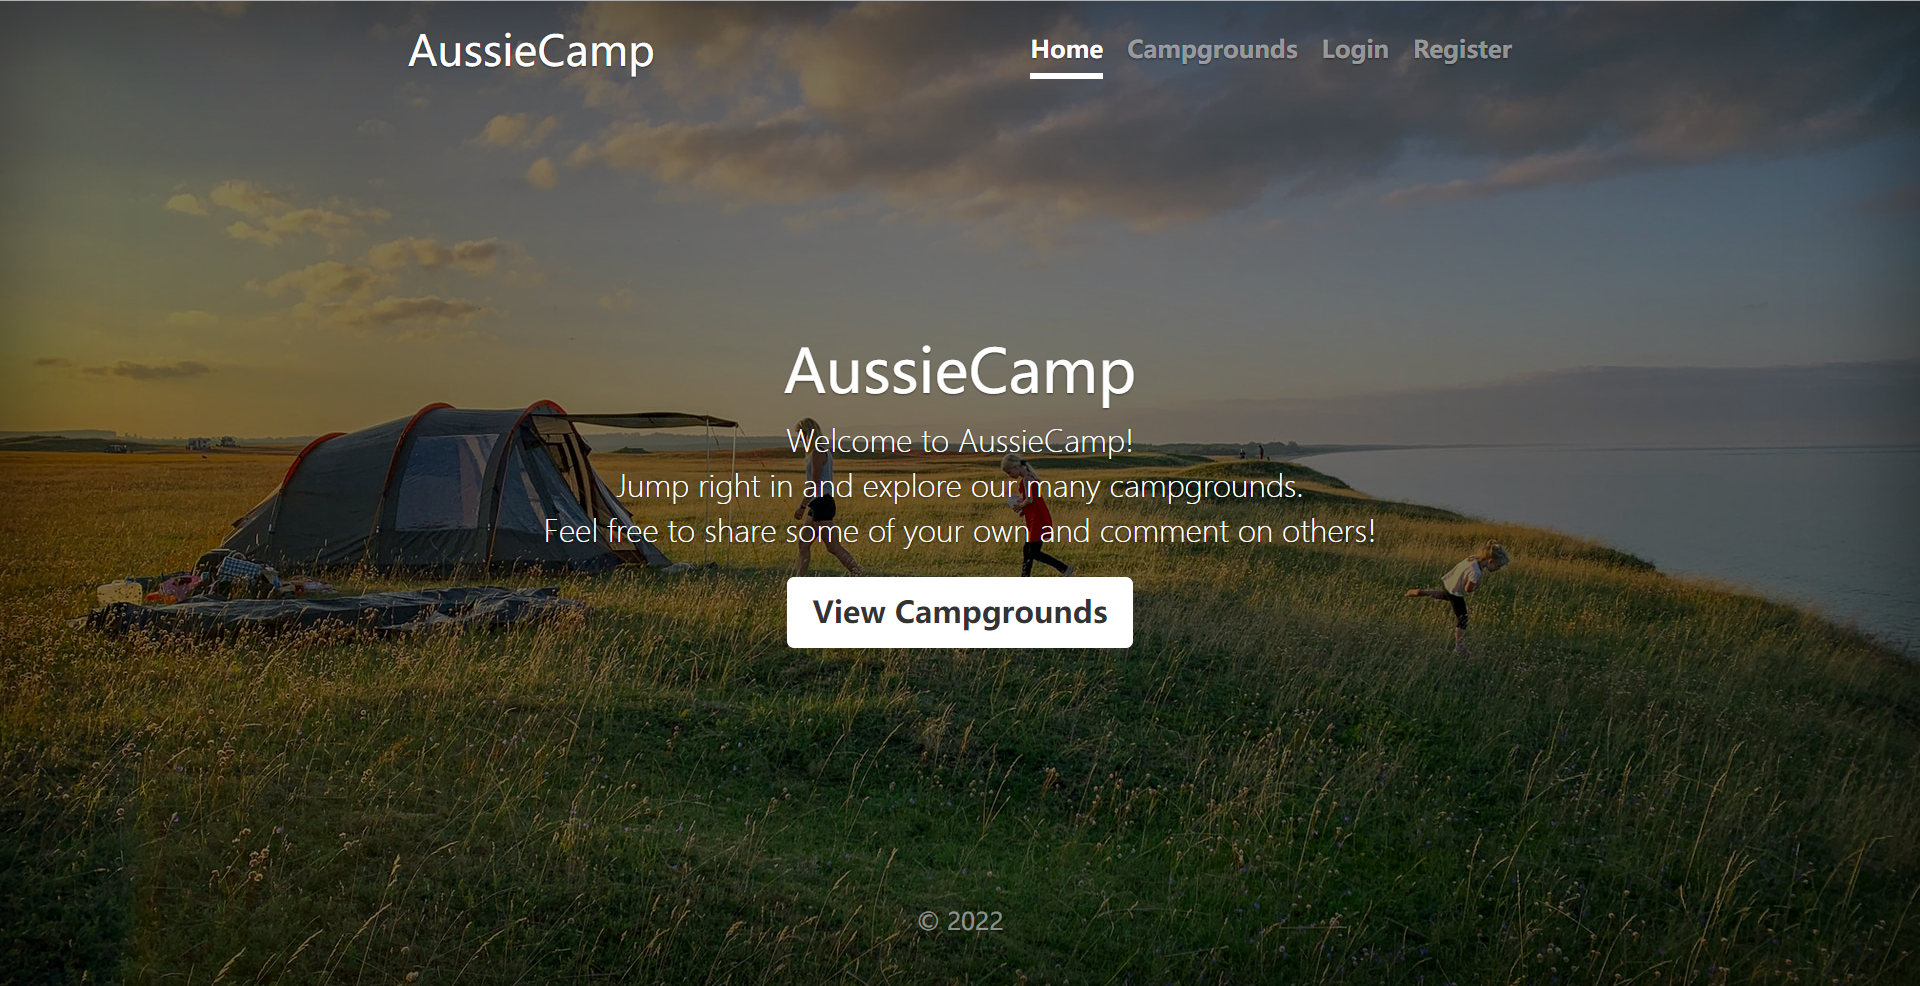 AussieCamp
Home Campgrounds Login Register
AussieCamp
Welcome to AussieCamp!
Jump right in and explore our many campgrounds.
Feel free to share some of your own and comment on others!
View Campgrounds
© 2022